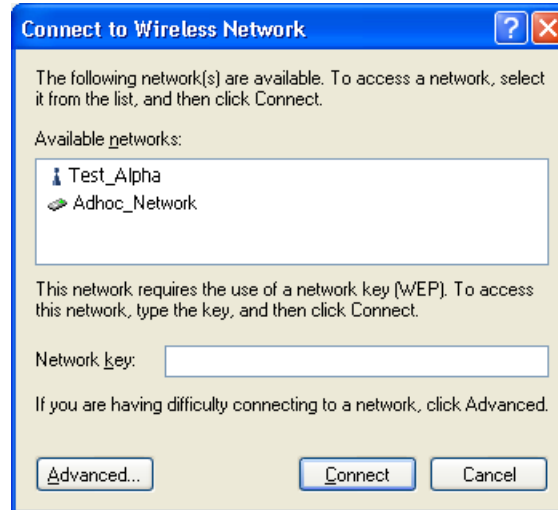 Connect to Wireless Network
?
The following network(s) are available. To access a network, select
it from the list, and then click Connect.
Available networks:
Test_Alpha
Adhoc_Network
This network requires the use of a network key (WEP). To access
this network, type the key, and then click Connect.
Network key:
If you are having difficulty connecting to a network, click Advanced.
Advanced... Connect Cancel